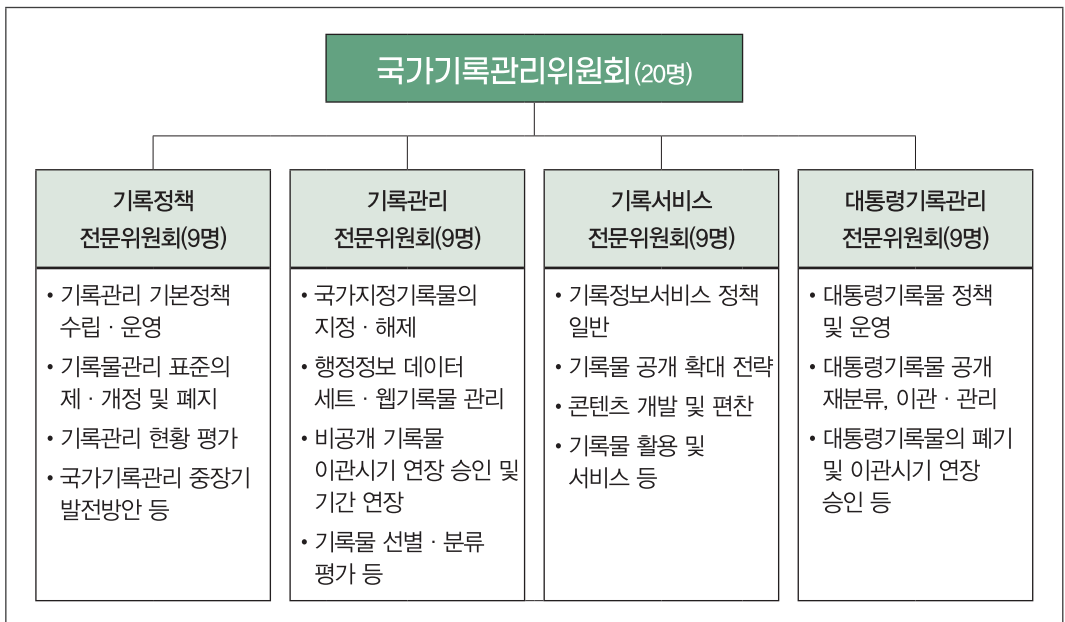 국가기록관리위원회(20명)
기록정책
전문위원회(9명)
• 기록관리 기본정책
수립 · 운영
• 기록물관리 표준의
제 · 개정 및 폐지
• 기록관리 현황 평가
• 국가기록관리 중장기
발전방안 등
기록관리
전문위원회(9명)
• 국가지정기록물의
지정 · 해제
• 행정정보 데이터
세트 · 웹기록물 관리
• 비공개 기록물
이관시기 연장 승인 및
기간 연장
• 기록물 선별 · 분류
평가 등
기록서비스
전문위원회(9명)
• 기록정보서비스 정책
일반
• 기록물 공개 확대 전략
• 콘텐츠 개발 및 편찬
• 기록물 활용 및
서비스 등
대통령기록관리
전문위원회(9명)
• 대통령기록물 정책
및 운영
• 대통령기록물 공개
재분류, 이관 · 관리
• 대통령기록물의 폐기
및 이관시기 연장
승인 등